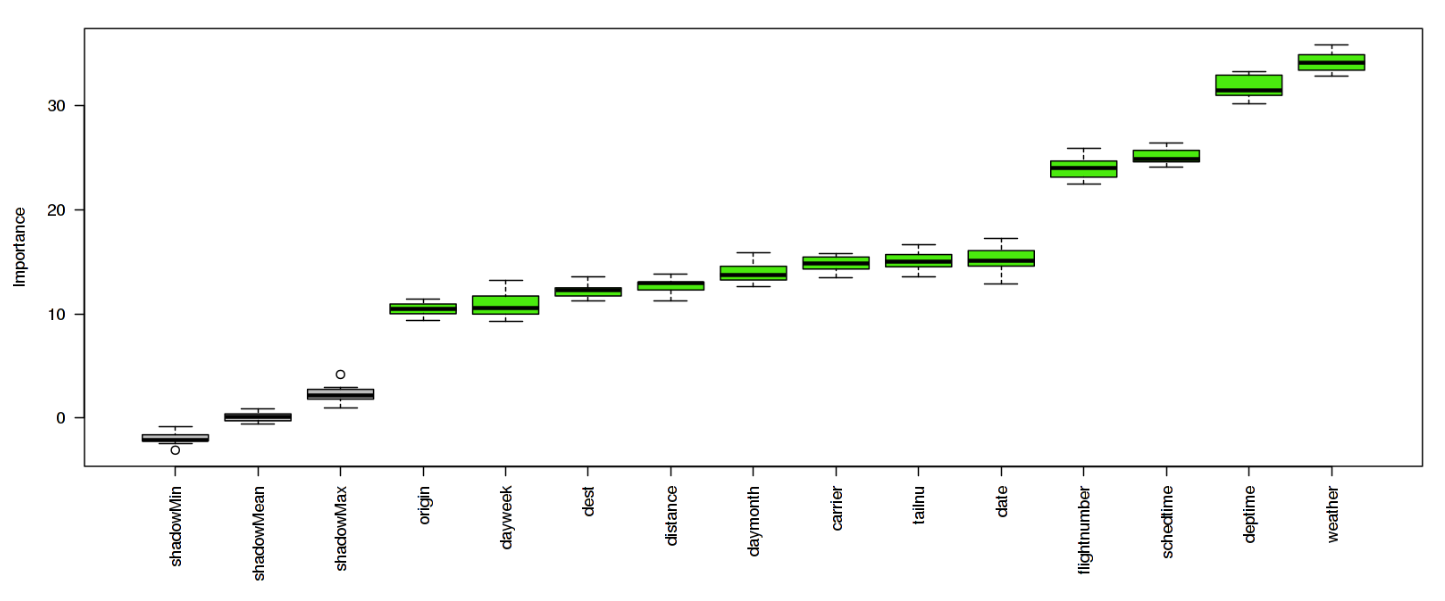 Importance
30
20
10
0
shadowMin
shadowMean
shadowMax
origin
dayweek
dest
distance
daymonth
carrier
tailnu
date
flightnumber
schedtime
deptime
weather